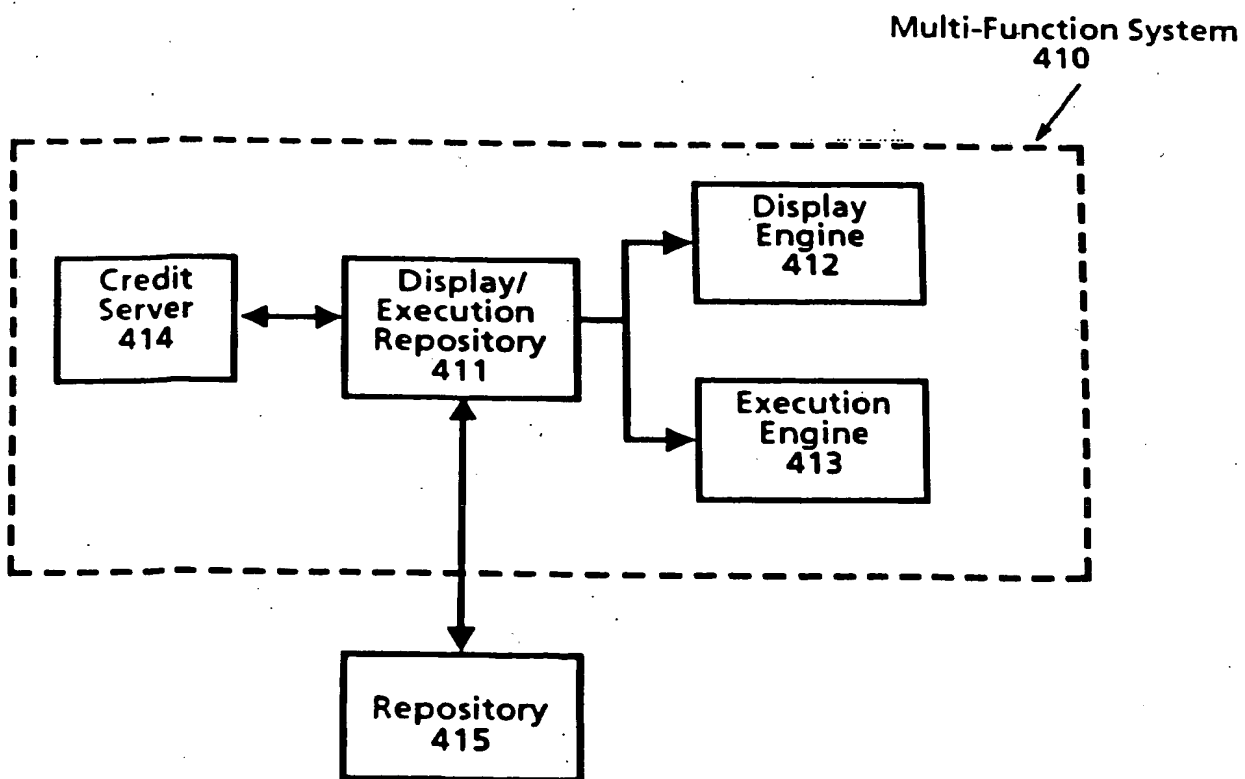 Multi-Function System
410
Display
Engine
412
Credit
Server
414
Display/
Execution
Repository
411
Execution
Engine
413
Repository
415